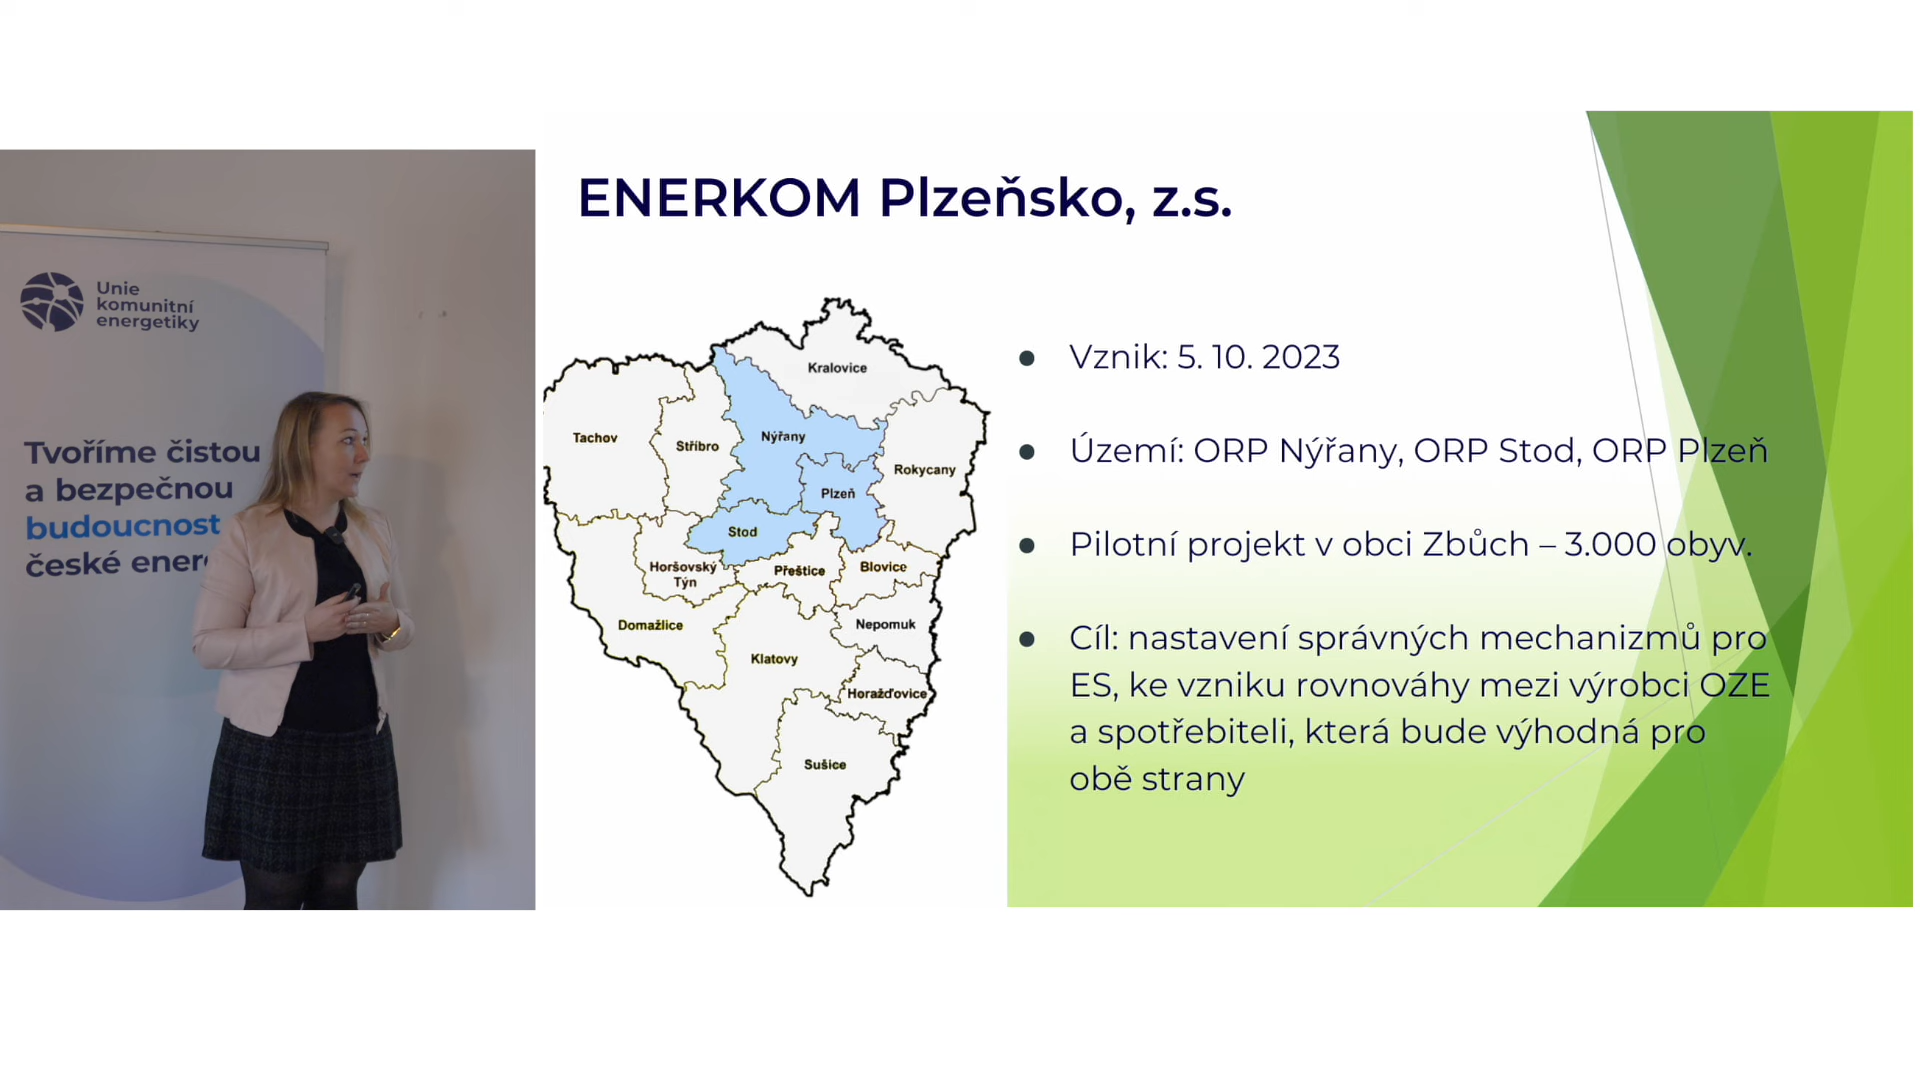 Unie
komunitní
energetiky
Tvoříme čistou
a bezpečnou
budoucnost
české
ENERKOM Plzeňsko, z.s.
Kralovice
Tachov
Stříbro
Nýřany
Rokycany
Plzeň
Stod
Horšovský
Týn
Přeštice
Blovice
Domažlice
Nepomuk
Klatovy
Horažďovice
Sušice
● Vznik: 5. 10. 2023
● Území: ORP Nýřany, ORP Stod, ORP Plzeň
● Pilotní projekt v obci Zbůch – 3.000 obyv.
● Cíl: nastavení správných mechanizmů pro
ES, ke vzniku rovnováhy mezi výrobci OZE
a spotřebiteli, která bude výhodná pro
obě strany